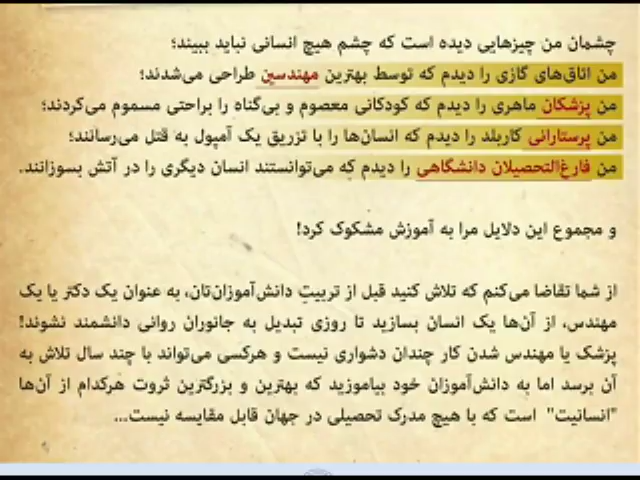 چشمان من چیزهایی دیده است که چشم هیچ انسانی نباید ببیند؛
من اتاق‌های گازی را دیدم که توسط بهترین مهندسین طراحی می‌شدند؛
من پزشکان ماهری را دیدم که کودکانی معصوم و بی‌گناه را براحتی مسموم می‌کردند؛
من پرستارانی کاربلد را دیدم که انسان‌ها را با تزریق یک آمپول به قتل می‌رسانند؛
من فارغ‌التحصیلان دانشگاهی را دیدم که می‌توانستند انسان دیگری را در آتش بسوزانند.
و مجموع این دلایل مرا به آموزش مشکوک کرد!
از شما تقاضا می‌کنم که تلاش کنید قبل از تربیتِ دانش‌آموزان‌تان، به عنوان یک دکتر یا یک
مهندس، از آن‌ها یک انسان بسازید تا روزی تبدیل به جانوران روانی دانشمند نشوند!
پزشک یا مهندس شدن کار چندان دشواری نیست و هرکسی می‌تواند با چند سال تلاش به
آن برسد اما به دانش‌آموزان خود بیاموزید که بهترین و بزرگترین ثروت هرکدام از آن‌ها
"انسانیت" است که با هیچ مدرک تحصیلی در جهان قابل مقایسه نیست...